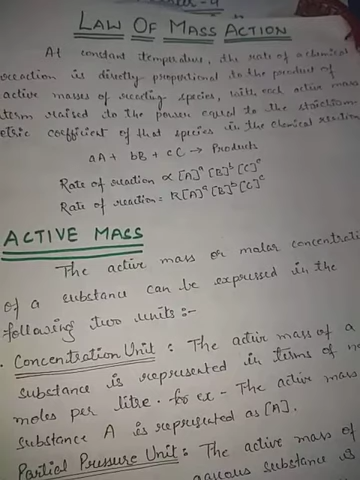 LAW OF MASS ACTION
At constant temperature, the rate of a chemical
reaction is directly proportional to the product of
active masses of reacting species, with each active mass
term raised to the power equal to the stoichiom
etric coefficient of that species in the chemical reaction
aA + bB + cC → Products
Rate of reaction ∝ [A]ᵃ [B]ᵇ [C]ᶜ
Rate of reaction = K[A]ᵃ [B]ᵇ [C]ᶜ
ACTIVE MASS
The active mass or molar concentrati
of a substance can be expressed in the
following two units :-
Concentration Unit : The active mass of a
substance is represented in terms of
moles per litre. for ex - The active mass
substance A is represented as [A].
Partial Pressure Unit : The active mass of
substance is